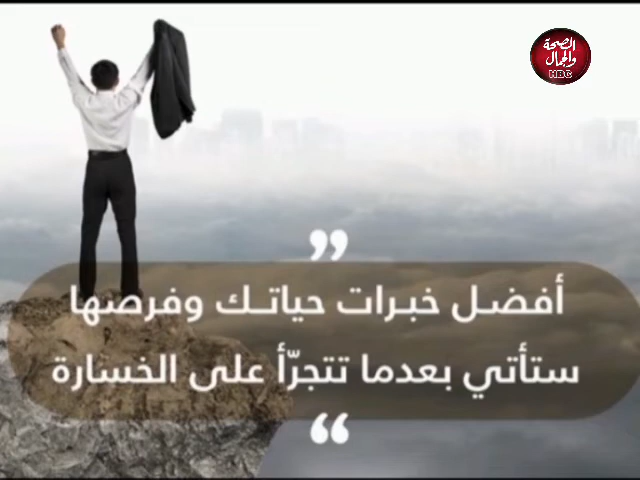 الصحة
والجمال
HBC
”
أفضل خبرات حياتك وفرصها
ستأتي بعدما تتجرّأ على الخسارة
“